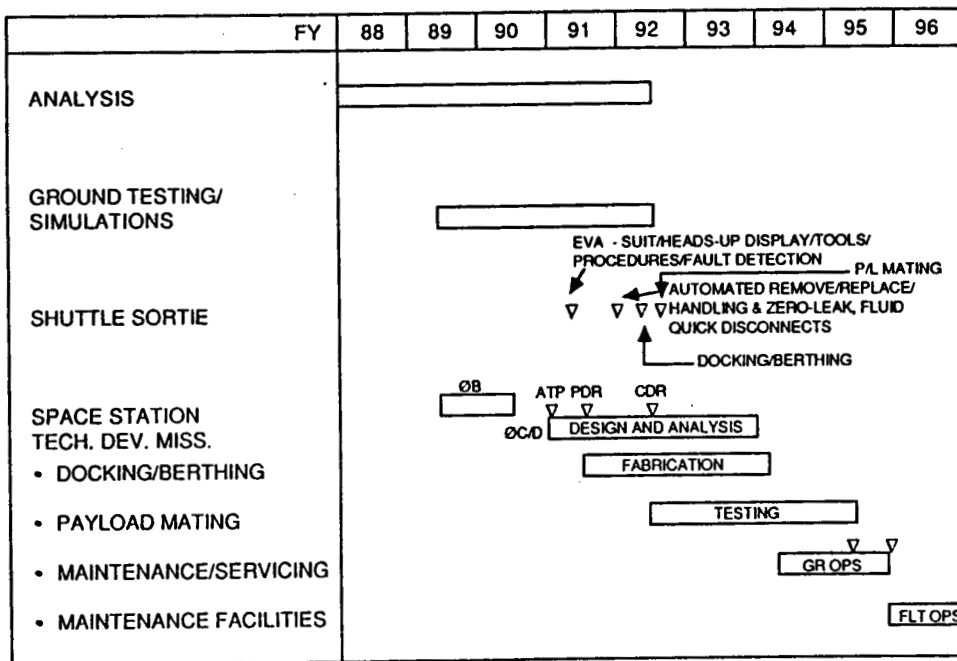 FY 88 89 90 91 92 93 94 95 96
ANALYSIS
GROUND TESTING/
SIMULATIONS
EVA - SUIT/HEADS-UP DISPLAY/TOOLS/
PROCEDURES/FAULT DETECTION
P/L MATING
AUTOMATED REMOVE/REPLACE/
HANDLING & ZERO-LEAK, FLUID
QUICK DISCONNECTS
SHUTTLE SORTIE
DOCKING/BERTHING
ØB
ATP PDR CDR
SPACE STATION
TECH. DEV. MISS.
ØC/D DESIGN AND ANALYSIS
• DOCKING/BERTHING
FABRICATION
• PAYLOAD MATING
TESTING
• MAINTENANCE/SERVICING
GR OPS
• MAINTENANCE FACILITIES
FLT OPS